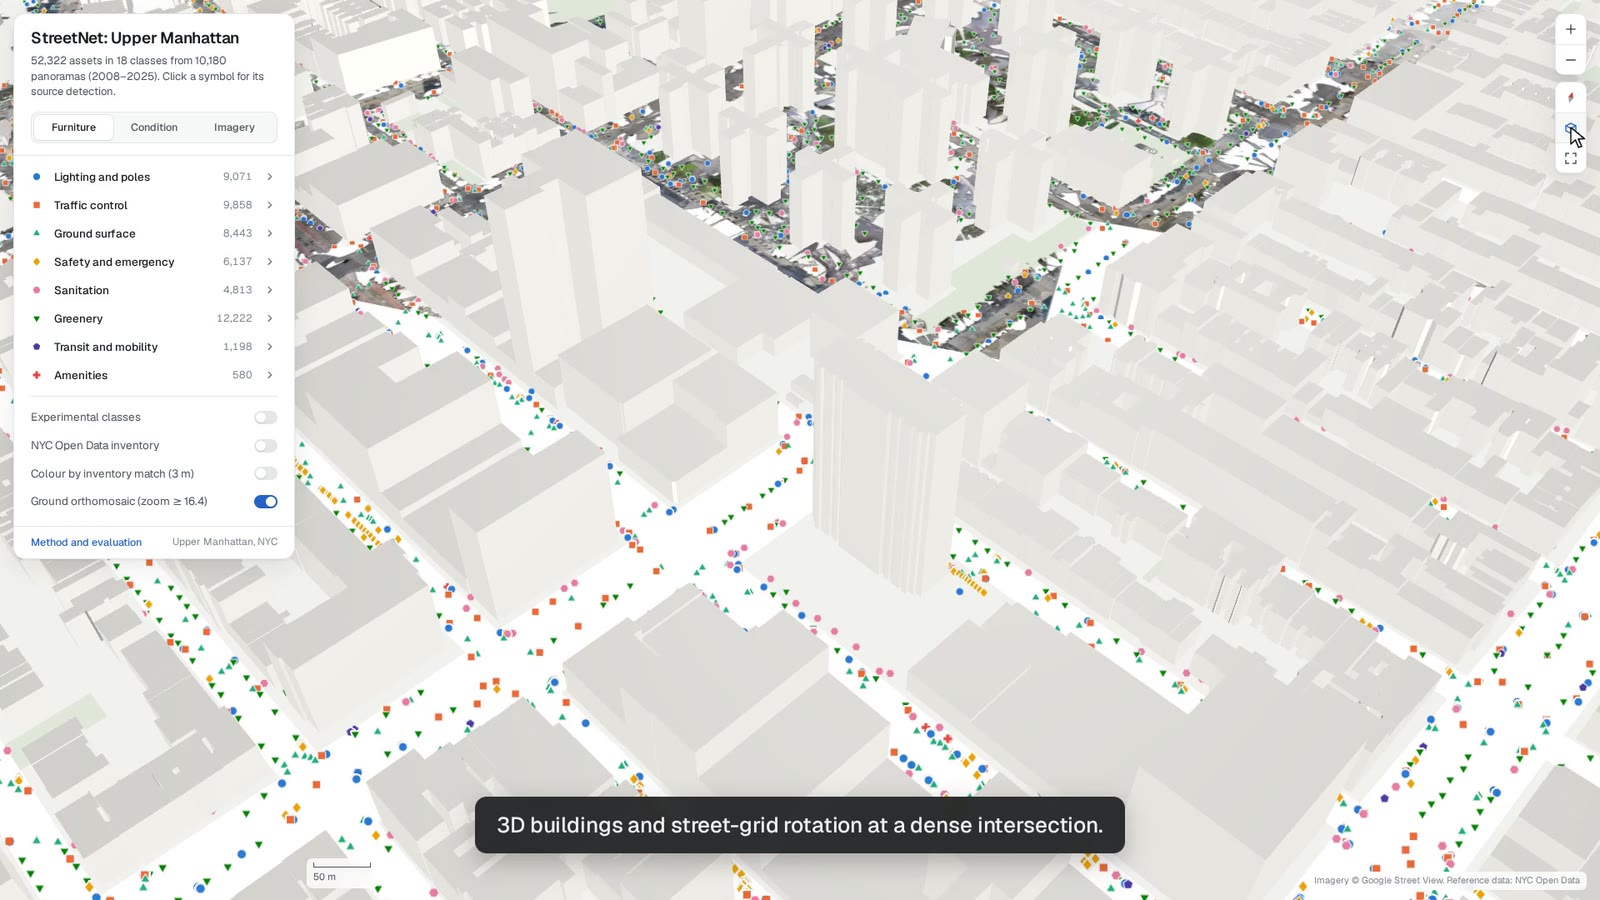 StreetNet: Upper Manhattan
52,322 assets in 18 classes from 10,180
panoramas (2008–2025). Click a symbol for its
source detection.
Furniture Condition Imagery
Lighting and poles 9,071
Traffic control 9,858
Ground surface 8,443
Safety and emergency 6,137
Sanitation 4,813
Greenery 12,222
Transit and mobility 1,198
Amenities 580
Experimental classes
NYC Open Data inventory
Colour by inventory match (3 m)
Ground orthomosaic (zoom ≥ 16.4)
Method and evaluation Upper Manhattan, NYC
3D buildings and street-grid rotation at a dense intersection.
50 m
Imagery © Google Street View. Reference data: NYC Open Data